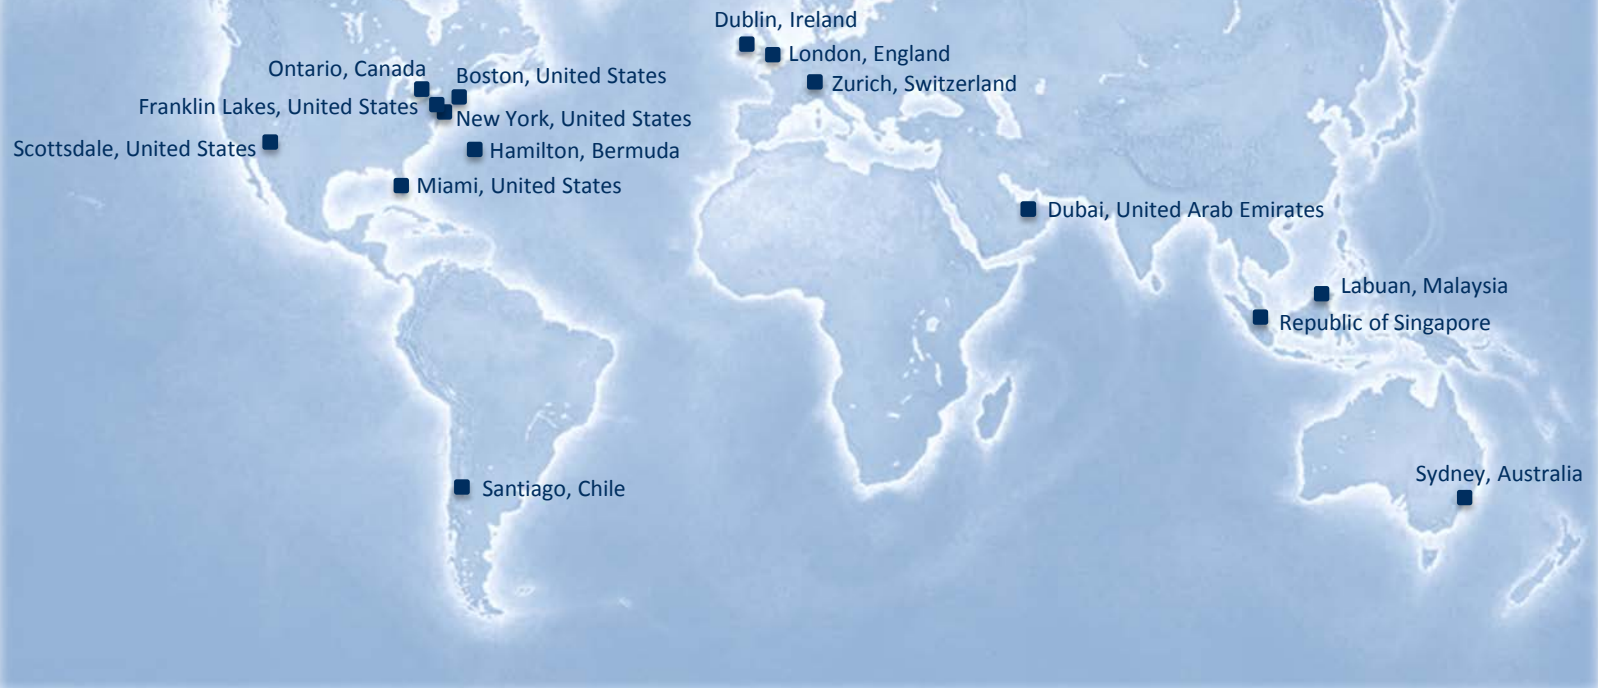 Dublin, Ireland
London, England
Ontario, Canada
Boston, United States
Zurich, Switzerland
Franklin Lakes, United States
New York, United States
Scottsdale, United States
Hamilton, Bermuda
Miami, United States
Dubai, United Arab Emirates
Labuan, Malaysia
Republic of Singapore
Sydney, Australia
Santiago, Chile